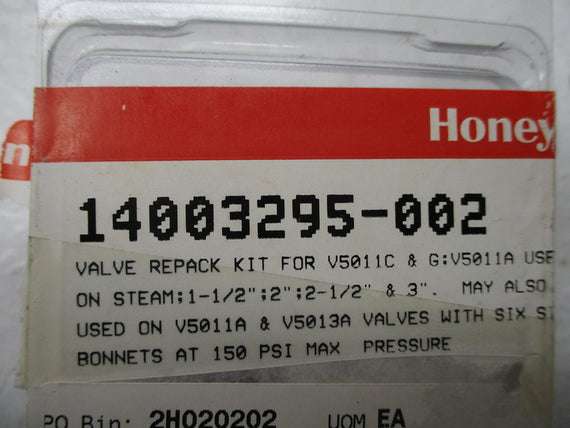 Honey
n
14003295-002
VALVE REPACK KIT FOR V5011C & G:V5011A USE
ON STEAM;1-1/2";2";2-1/2" & 3". MAY ALSO
USED ON V5011A & V5013A VALVES WITH SIX SI
BONNETS AT 150 PSI MAX PRESSURE
PO Bin: 2H020202 UOM EA